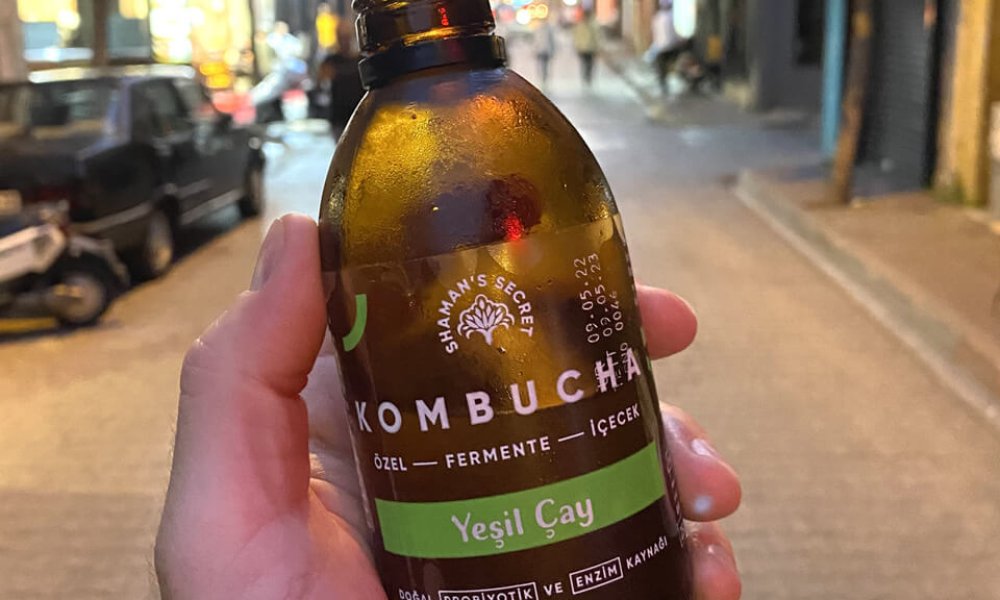 SHAMAN'S SECRET
09.05.22
09.05.23
0046
KOMBUCHA
ÖZEL — FERMENTE — İÇECEK
Yeşil Çay
DOĞAL PROBİYOTİK VE ENZİM KAYNAĞI